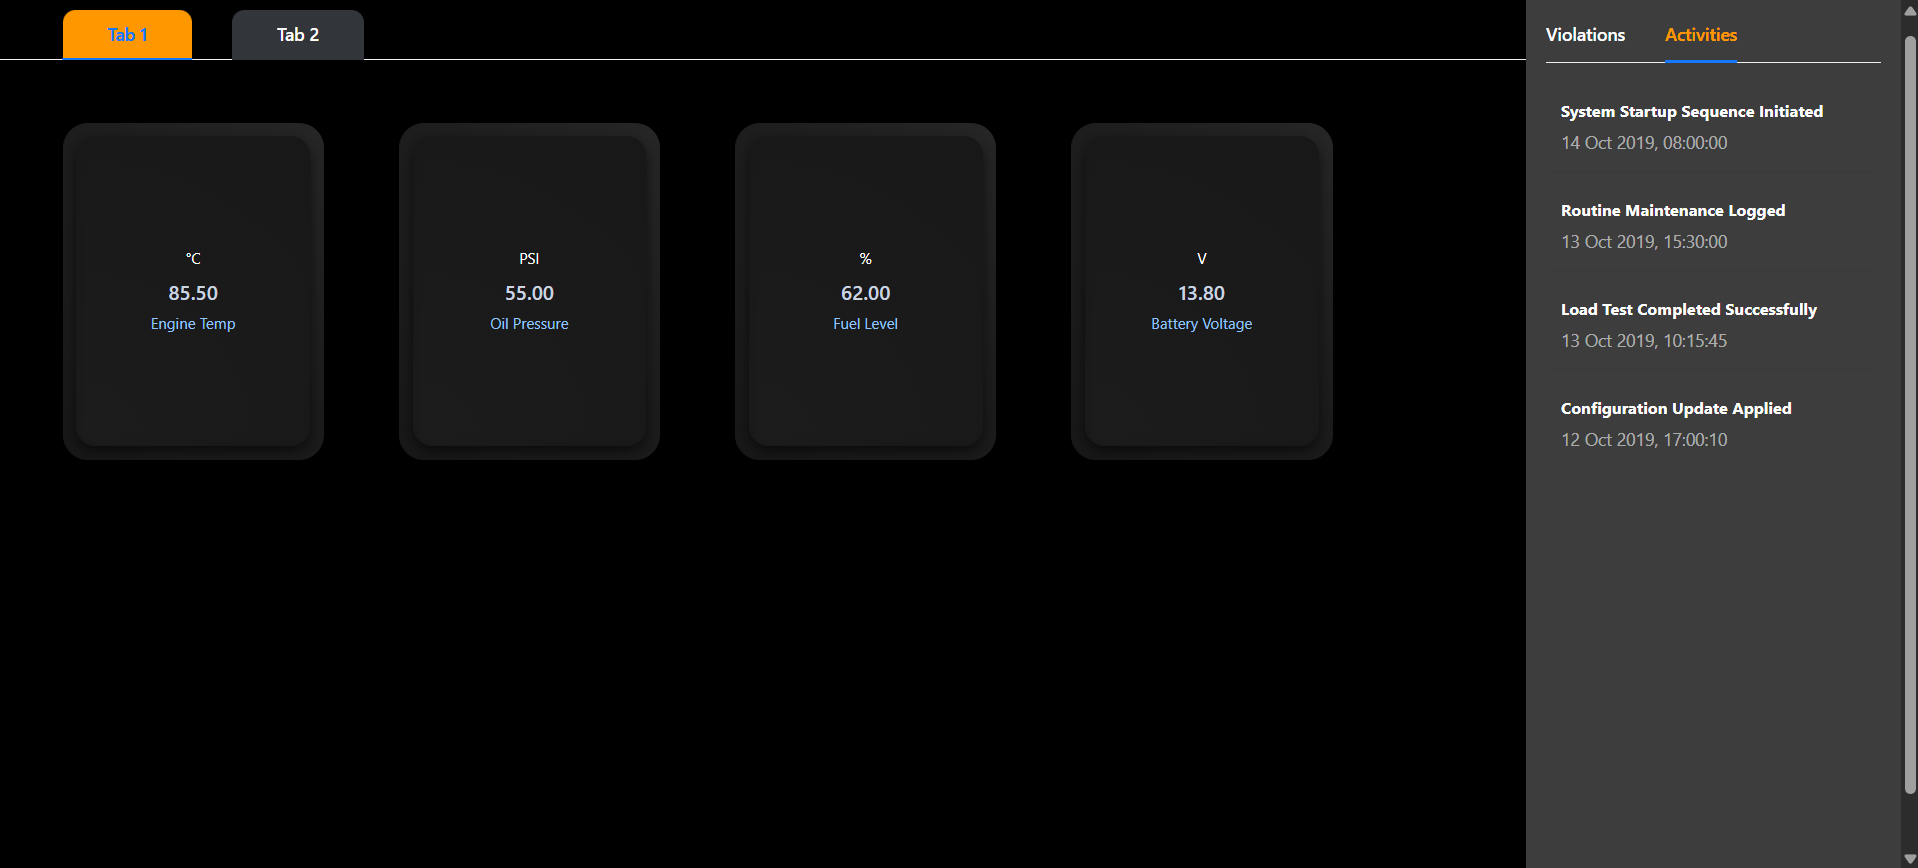 Tab 1
Tab 2
°C
85.50
Engine Temp
PSI
55.00
Oil Pressure
%
62.00
Fuel Level
V
13.80
Battery Voltage
Violations
Activities
System Startup Sequence Initiated
14 Oct 2019, 08:00:00
Routine Maintenance Logged
13 Oct 2019, 15:30:00
Load Test Completed Successfully
13 Oct 2019, 10:15:45
Configuration Update Applied
12 Oct 2019, 17:00:10